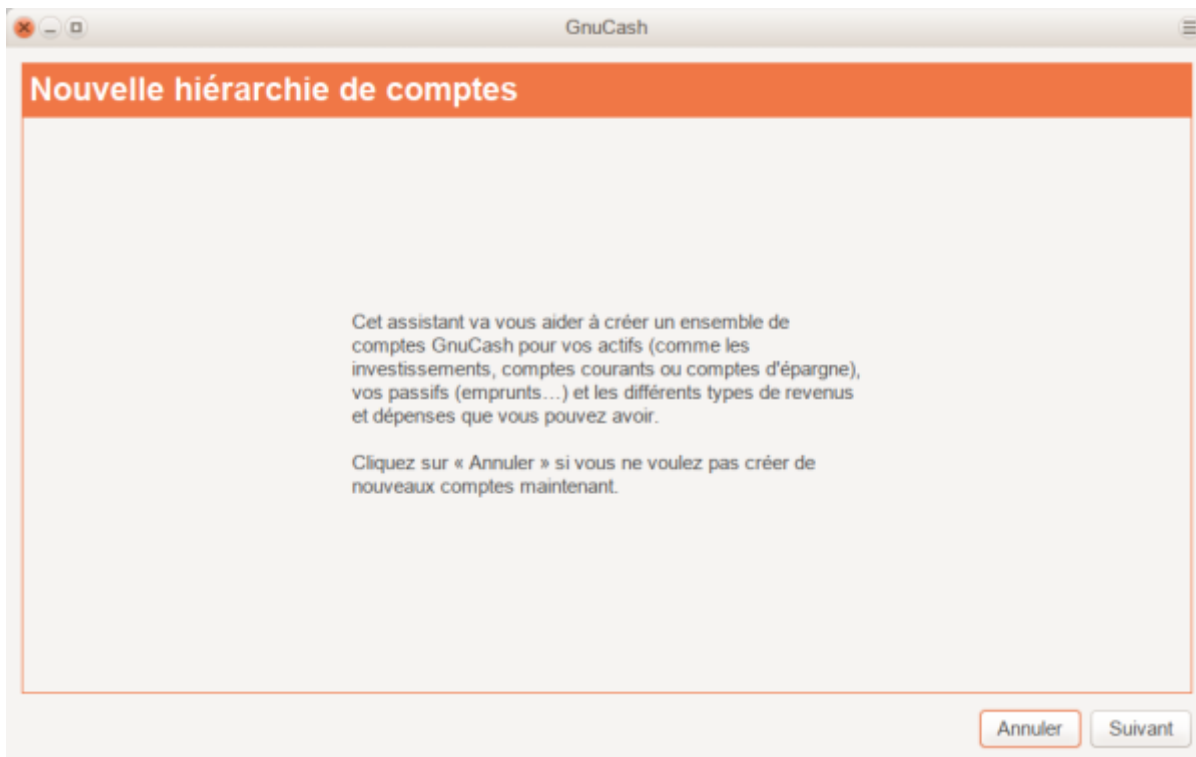 GnuCash
Nouvelle hiérarchie de comptes
Cet assistant va vous aider à créer un ensemble de
comptes GnuCash pour vos actifs (comme les
investissements, comptes courants ou comptes d'épargne),
vos passifs (emprunts…) et les différents types de revenus
et dépenses que vous pouvez avoir.
Cliquez sur « Annuler » si vous ne voulez pas créer de
nouveaux comptes maintenant.
Annuler
Suivant